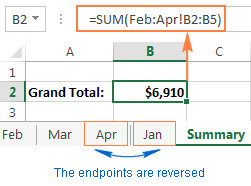 B2 =SUM(Feb:Apr!B2:B5)
A B C
1
2 Grand Total: $6,910
3
4
Feb Mar Apr Jan Summary
The endpoints are reversed